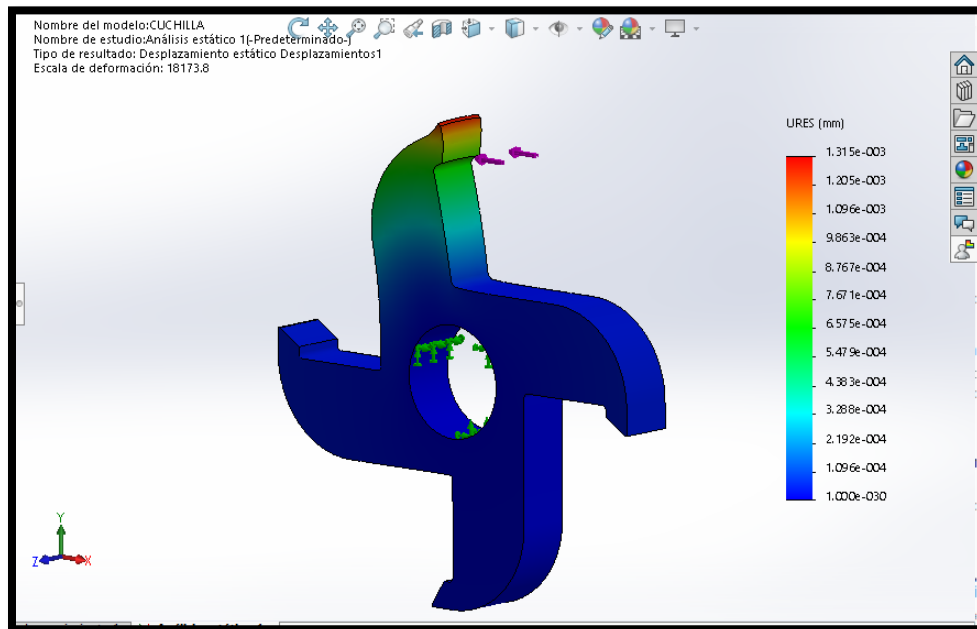 Nombre del modelo:CUCHILLA
Nombre de estudio:Análisis estático 1(-Predeterminado-)
Tipo de resultado: Desplazamiento estático Desplazamientos1
Escala de deformación: 18173.8
URES (mm)
1.315e-003
1.205e-003
1.096e-003
9.863e-004
8.767e-004
7.671e-004
6.575e-004
5.479e-004
4.383e-004
3.288e-004
2.192e-004
1.096e-004
1.000e-030
Y
Z
X